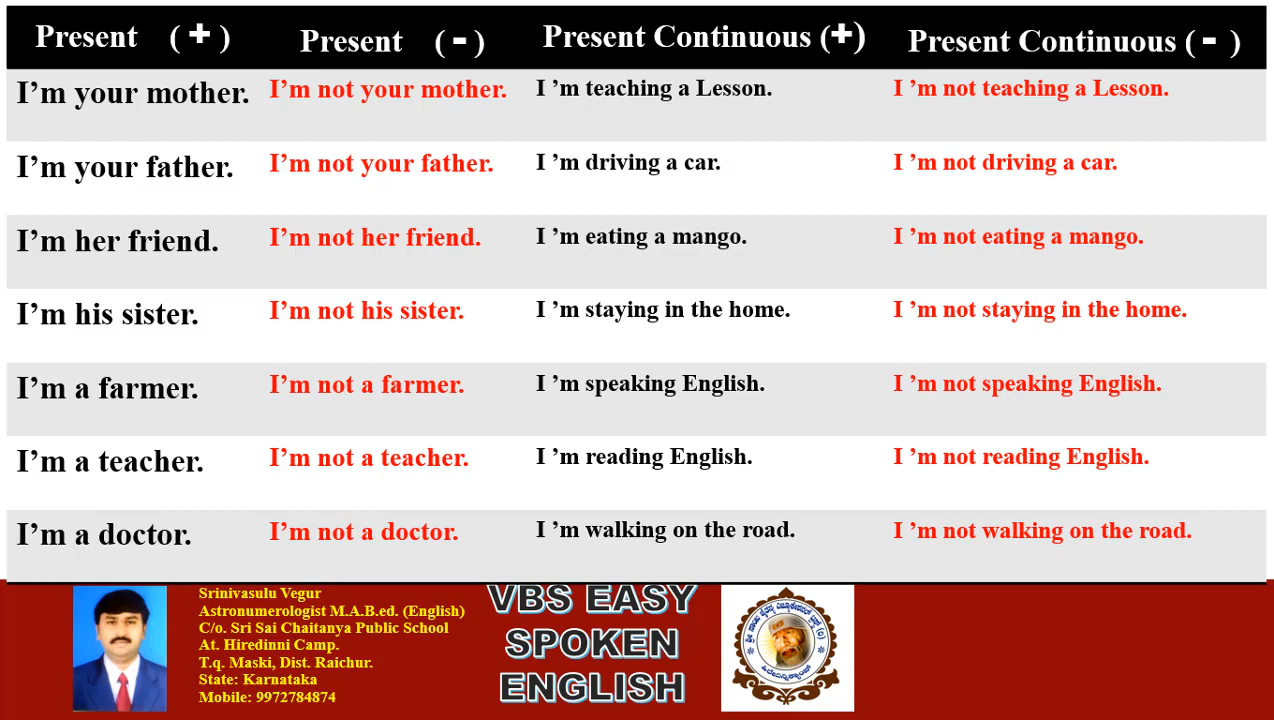 Present ( + ) Present ( - ) Present Continuous (+) Present Continuous ( - )
I’m your mother. I’m not your mother. I ’m teaching a Lesson. I ’m not teaching a Lesson.
I’m your father. I’m not your father. I ’m driving a car. I ’m not driving a car.
I’m her friend. I’m not her friend. I ’m eating a mango. I ’m not eating a mango.
I’m his sister. I’m not his sister. I ’m staying in the home. I ’m not staying in the home.
I’m a farmer. I’m not a farmer. I ’m speaking English. I ’m not speaking English.
I’m a teacher. I’m not a teacher. I ’m reading English. I ’m not reading English.
I’m a doctor. I’m not a doctor. I ’m walking on the road. I ’m not walking on the road.
Srinivasulu Vegur
Astronumerologist M.A.B.ed. (English)
C/o. Sri Sai Chaitanya Public School
At. Hiredinni Camp.
T.q. Maski, Dist. Raichur.
State: Karnataka
Mobile: 9972784874
VBS EASY
SPOKEN
ENGLISH